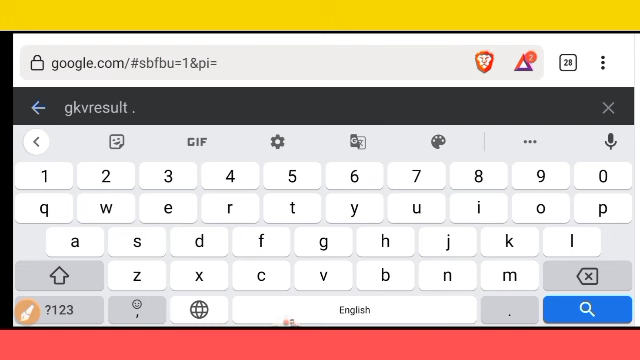 google.com/#sbfbu=1&pi=
2
28
gkvresult .
GIF
1 2 3 4 5 6 7 8 9 0
q w e r t y u i o p
a s d f g h j k l
z x c v b n m
?123 , English .